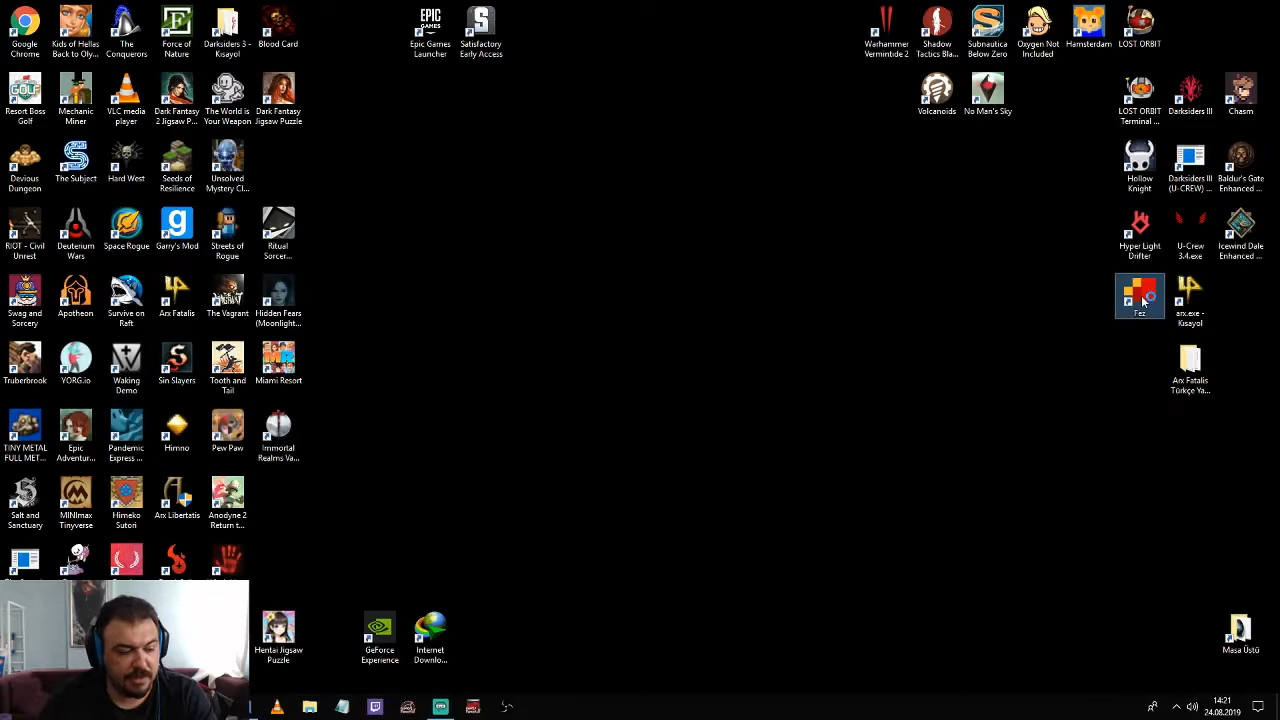 Google
Chrome
Kids of Hellas
Back to Oly...
The
Conquerors
Force of
Nature
Darksiders 3 -
Kısayol
Blood Card
EPIC
GAMES
Epic Games
Launcher
Satisfactory
Early Access
Warhammer
Vermintide 2
Shadow
Tactics Bla...
Subnautica
Below Zero
Oxygen Not
Included
Hamsterdam
LOST ORBIT
Resort Boss
Golf
Mechanic
Miner
VLC media
player
Dark Fantasy
2 Jigsaw P...
The World is
Your Weapon
Dark Fantasy
Jigsaw Puzzle
Volcanoids
No Man's Sky
LOST ORBIT
Terminal ...
Darksiders III
Chasm
Devious
Dungeon
The Subject
Hard West
Seeds of
Resilience
Unsolved
Mystery Cl...
Hollow
Knight
Darksiders III
(U-CREW) ...
Baldur's Gate
Enhanced ...
RIOT - Civil
Unrest
Deuterium
Wars
Space Rogue
Garry's Mod
Streets of
Rogue
Ritual
Sorcer...
Hyper Light
Drifter
U-Crew
3.4.exe
Icewind Dale
Enhanced ...
Swag and
Sorcery
Apotheon
Survive on
Raft
Arx Fatalis
The Vagrant
Hidden Fears
(Moonlight...
Fez
arx.exe -
Kısayol
Truberbrook
YORG.io
Waking
Demo
Sin Slayers
Tooth and
Tail
Miami Resort
Arx Fatalis
Türkçe Ya...
TINY METAL
FULL MET...
Epic
Adventur...
Pandemic
Express ...
Himno
Pew Paw
Immortal
Realms Va...
Salt and
Sanctuary
MINImax
Tinyverse
Himeko
Sutori
Arx Libertatis
Anodyne 2
Return t...
Hentai Jigsaw
Puzzle
GeForce
Experience
Internet
Downlo...
Masa Üstü
14:21
24.08.2019